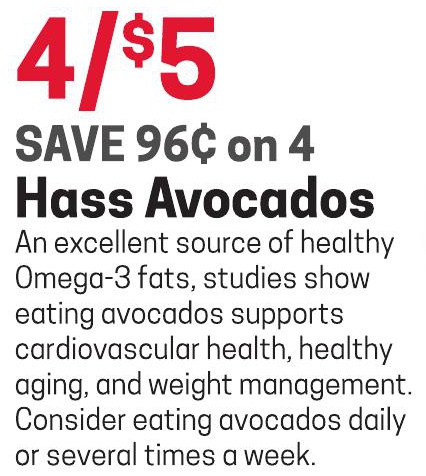 4/$5
SAVE 96¢ on 4
Hass Avocados
An excellent source of healthy
Omega-3 fats, studies show
eating avocados supports
cardiovascular health, healthy
aging, and weight management.
Consider eating avocados daily
or several times a week.